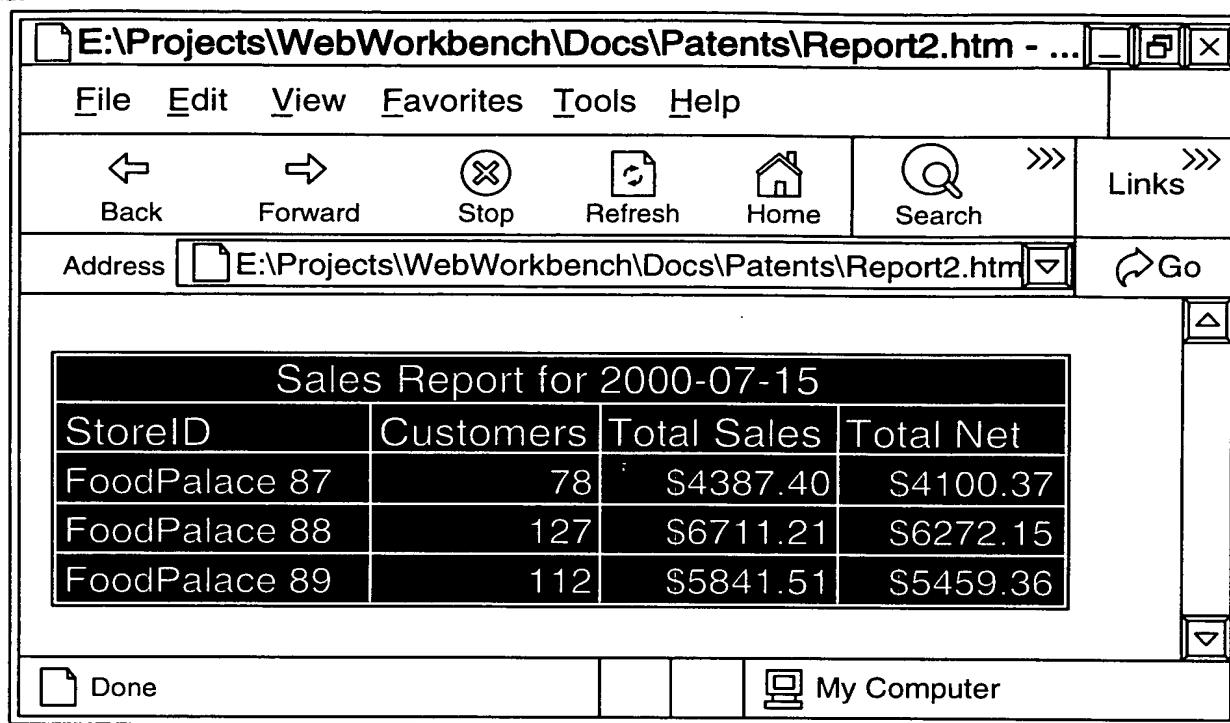 E:\Projects\WebWorkbench\Docs\Patents\Report2.htm - ...
File Edit View Favorites Tools Help
Back Forward Stop Refresh Home Search >>> Links >>>
Address E:\Projects\WebWorkbench\Docs\Patents\Report2.htm Go
Sales Report for 2000-07-15
StoreID Customers Total Sales Total Net
FoodPalace 87 78 $4387.40 $4100.37
FoodPalace 88 127 $6711.21 $6272.15
FoodPalace 89 112 $5841.51 $5459.36
Done My Computer